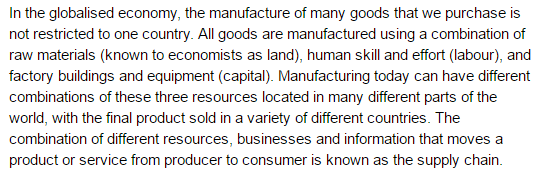 In the globalised economy, the manufacture of many goods that we purchase is
not restricted to one country. All goods are manufactured using a combination of
raw materials (known to economists as land), human skill and effort (labour), and
factory buildings and equipment (capital). Manufacturing today can have different
combinations of these three resources located in many different parts of the
world, with the final product sold in a variety of different countries. The
combination of different resources, businesses and information that moves a
product or service from producer to consumer is known as the supply chain.